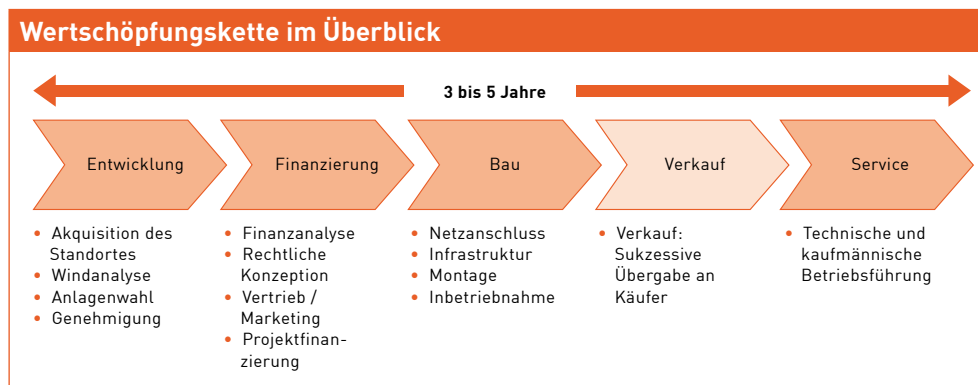 Wertschöpfungskette im Überblick
3 bis 5 Jahre
Entwicklung
Finanzierung
Bau
Verkauf
Service
• Akquisition des
Standortes
• Windanalyse
• Anlagenwahl
• Genehmigung
• Finanzanalyse
• Rechtliche
Konzeption
• Vertrieb /
Marketing
• Projektfinan-
zierung
• Netzanschluss
• Infrastruktur
• Montage
• Inbetriebnahme
• Verkauf:
Sukzessive
Übergabe an
Käufer
• Technische und
kaufmännische
Betriebsführung